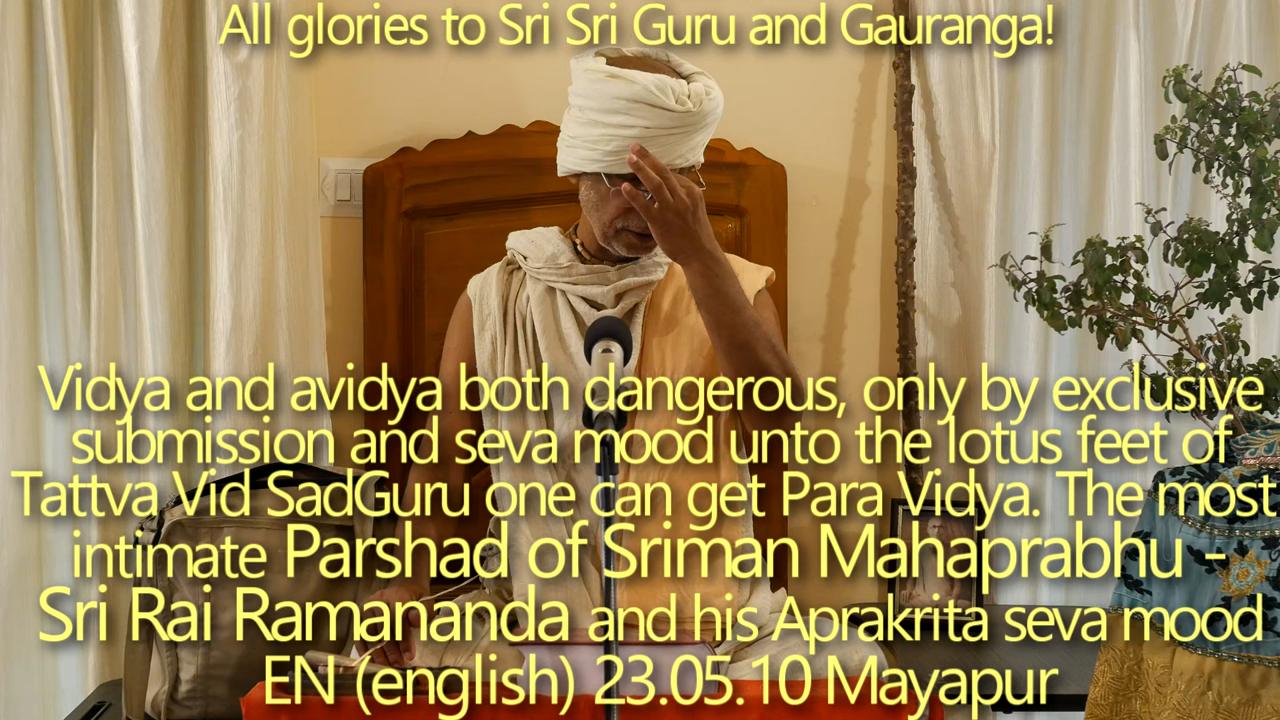 All glories to Sri Sri Guru and Gauranga!
Vidya and avidya both dangerous, only by exclusive
submission and seva mood unto the lotus feet of
Tattva Vid SadGuru one can get Para Vidya. The most
intimate Parshad of Sriman Mahaprabhu -
Sri Rai Ramananda and his Aprakrita seva mood
EN (english) 23.05.10 Mayapur